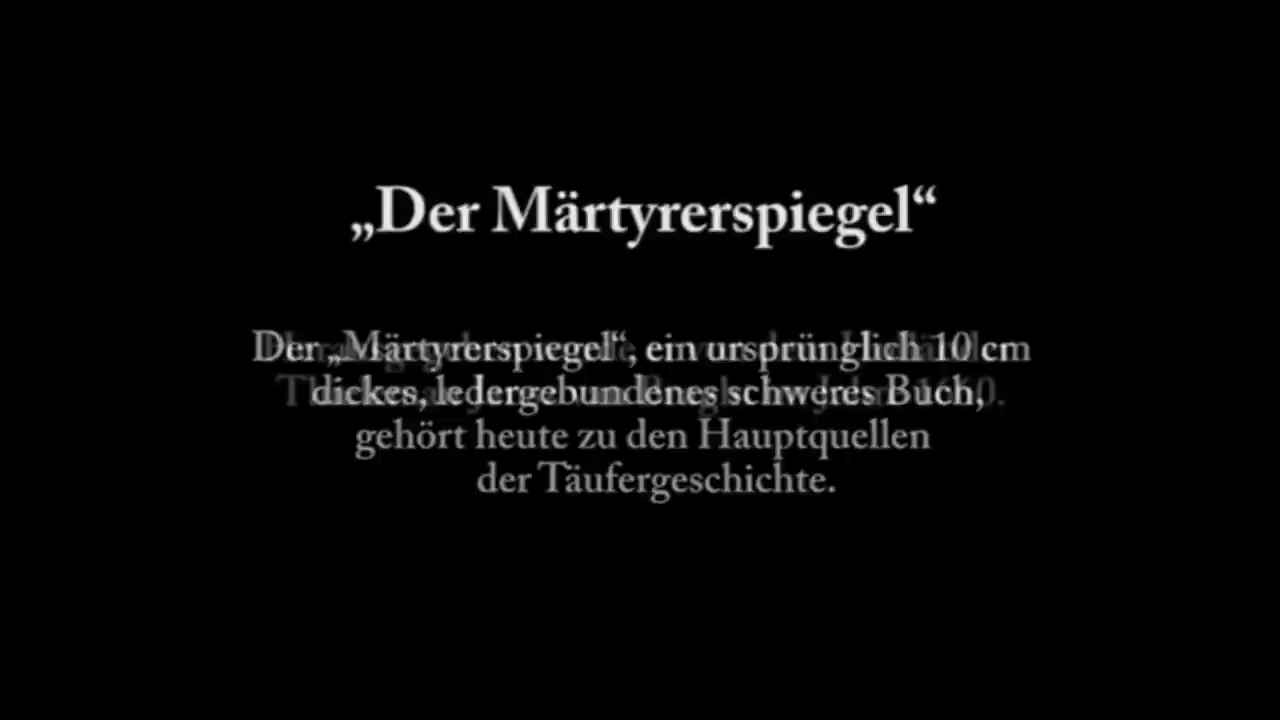 „Der Märtyrerspiegel“
Der „Märtyrerspiegel“, ein ursprünglich 10 cm
dickes, ledergebundenes schweres Buch,
gehört heute zu den Hauptquellen
der Täufergeschichte.